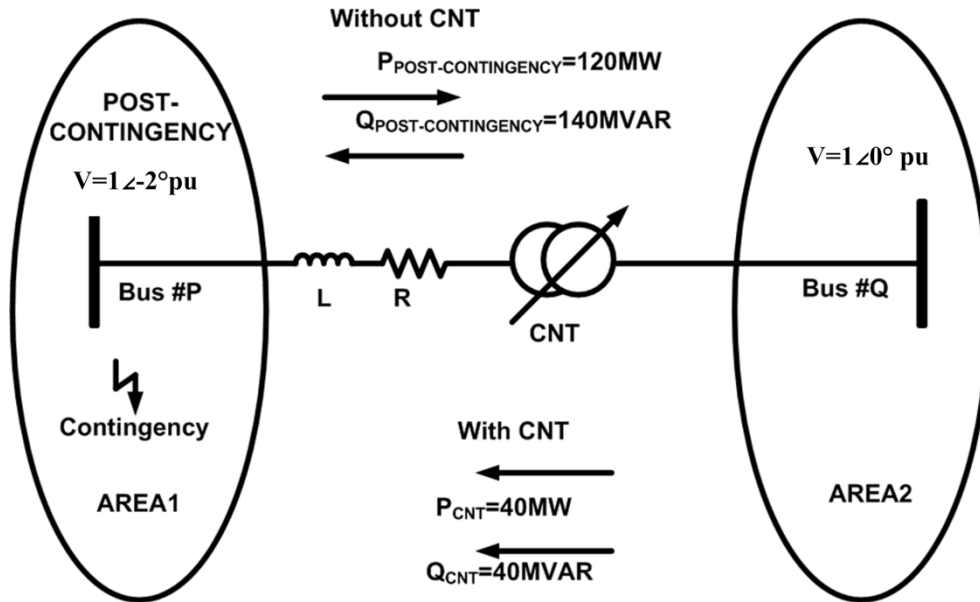 Without CNT
PPOST-CONTINGENCY=120MW
QPOST-CONTINGENCY=140MVAR
POST-
CONTINGENCY
V=1∠-2°pu
V=1∠0° pu
Bus #P
L
R
CNT
Bus #Q
Contingency
With CNT
AREA1
PCNT=40MW
AREA2
QCNT=40MVAR